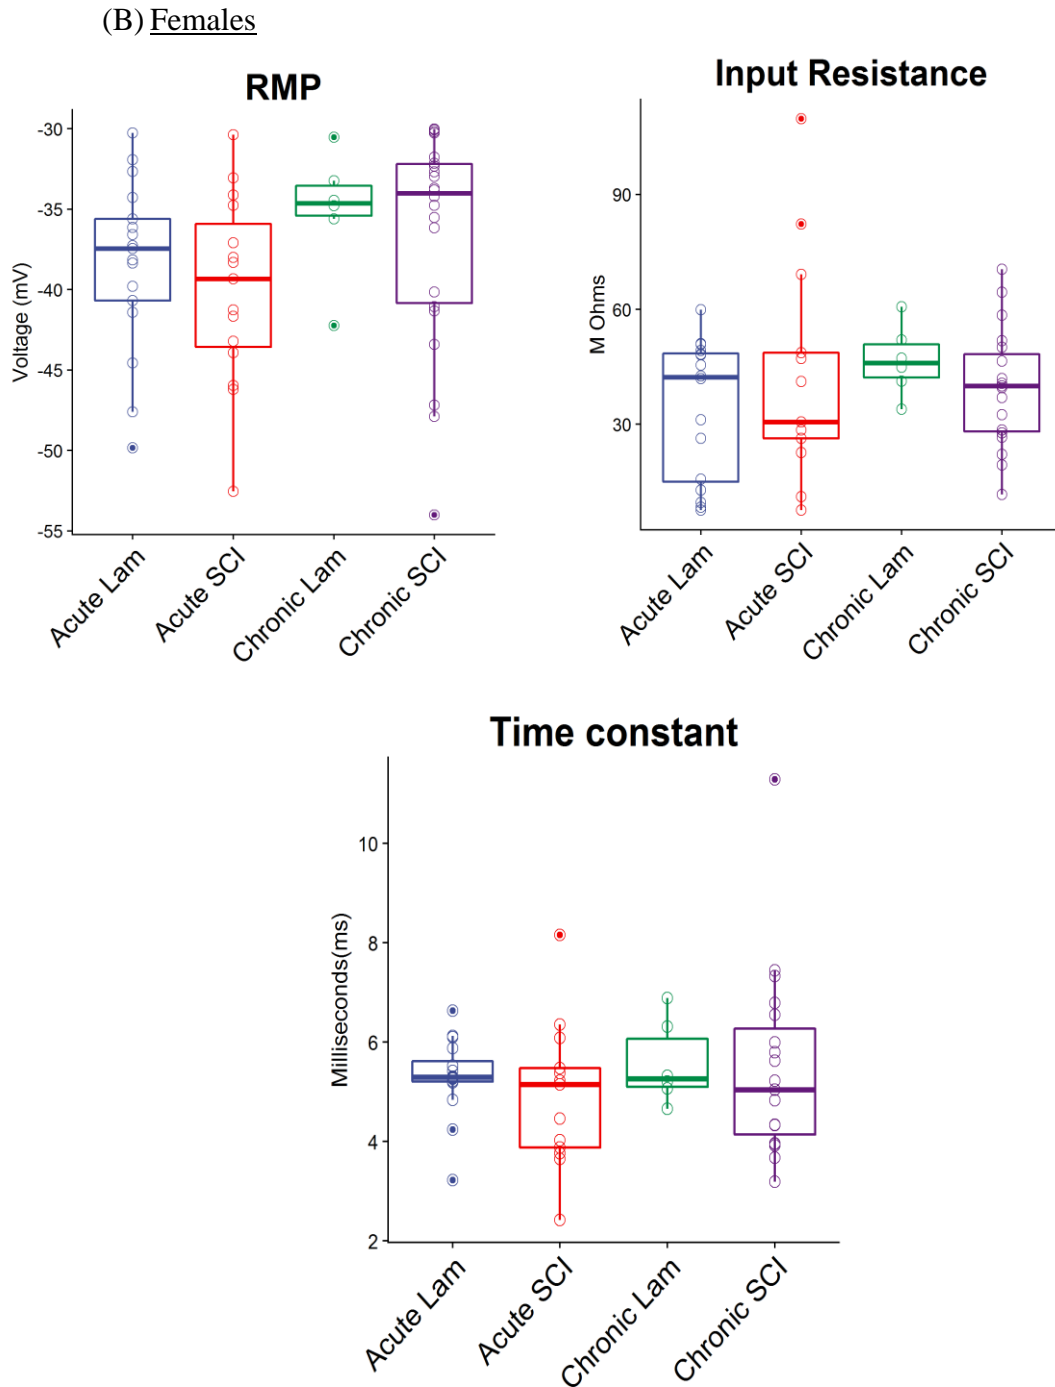 (B) Females
RMP
Voltage (mV)
-30
-35
-40
-45
-50
-55
Acute Lam
Acute SCI
Chronic Lam
Chronic SCI
Input Resistance
M Ohms
90
60
30
Acute Lam
Acute SCI
Chronic Lam
Chronic SCI
Time constant
Milliseconds(ms)
10
8
6
4
2
Acute Lam
Acute SCI
Chronic Lam
Chronic SCI